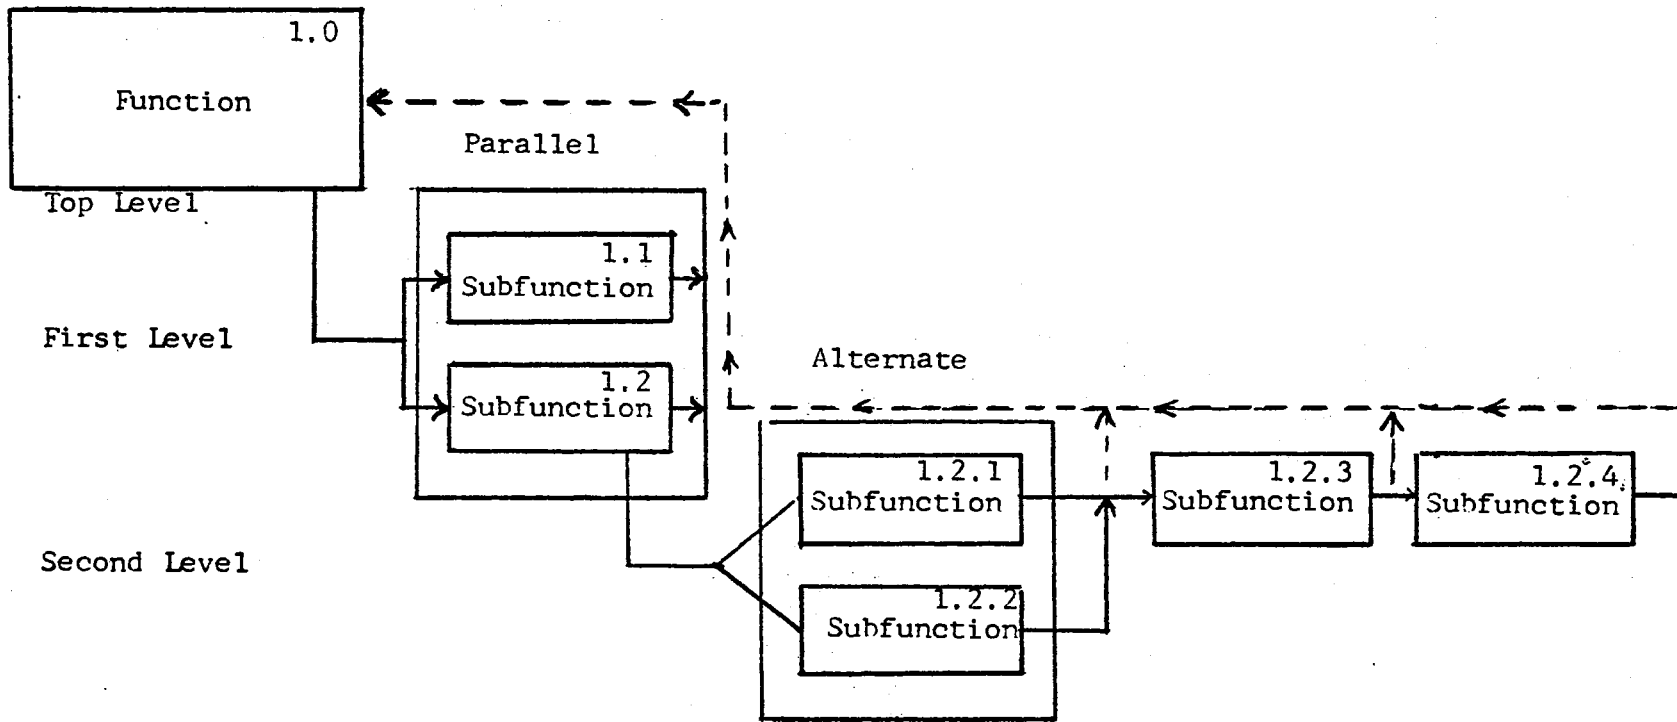 1.0
Function
Parallel
Top Level
1.1
Subfunction
First Level
1.2
Subfunction
Alternate
1.2.1
Subfunction
1.2.3
Subfunction
1.2.4
Subfunction
Second Level
1.2.2
Subfunction